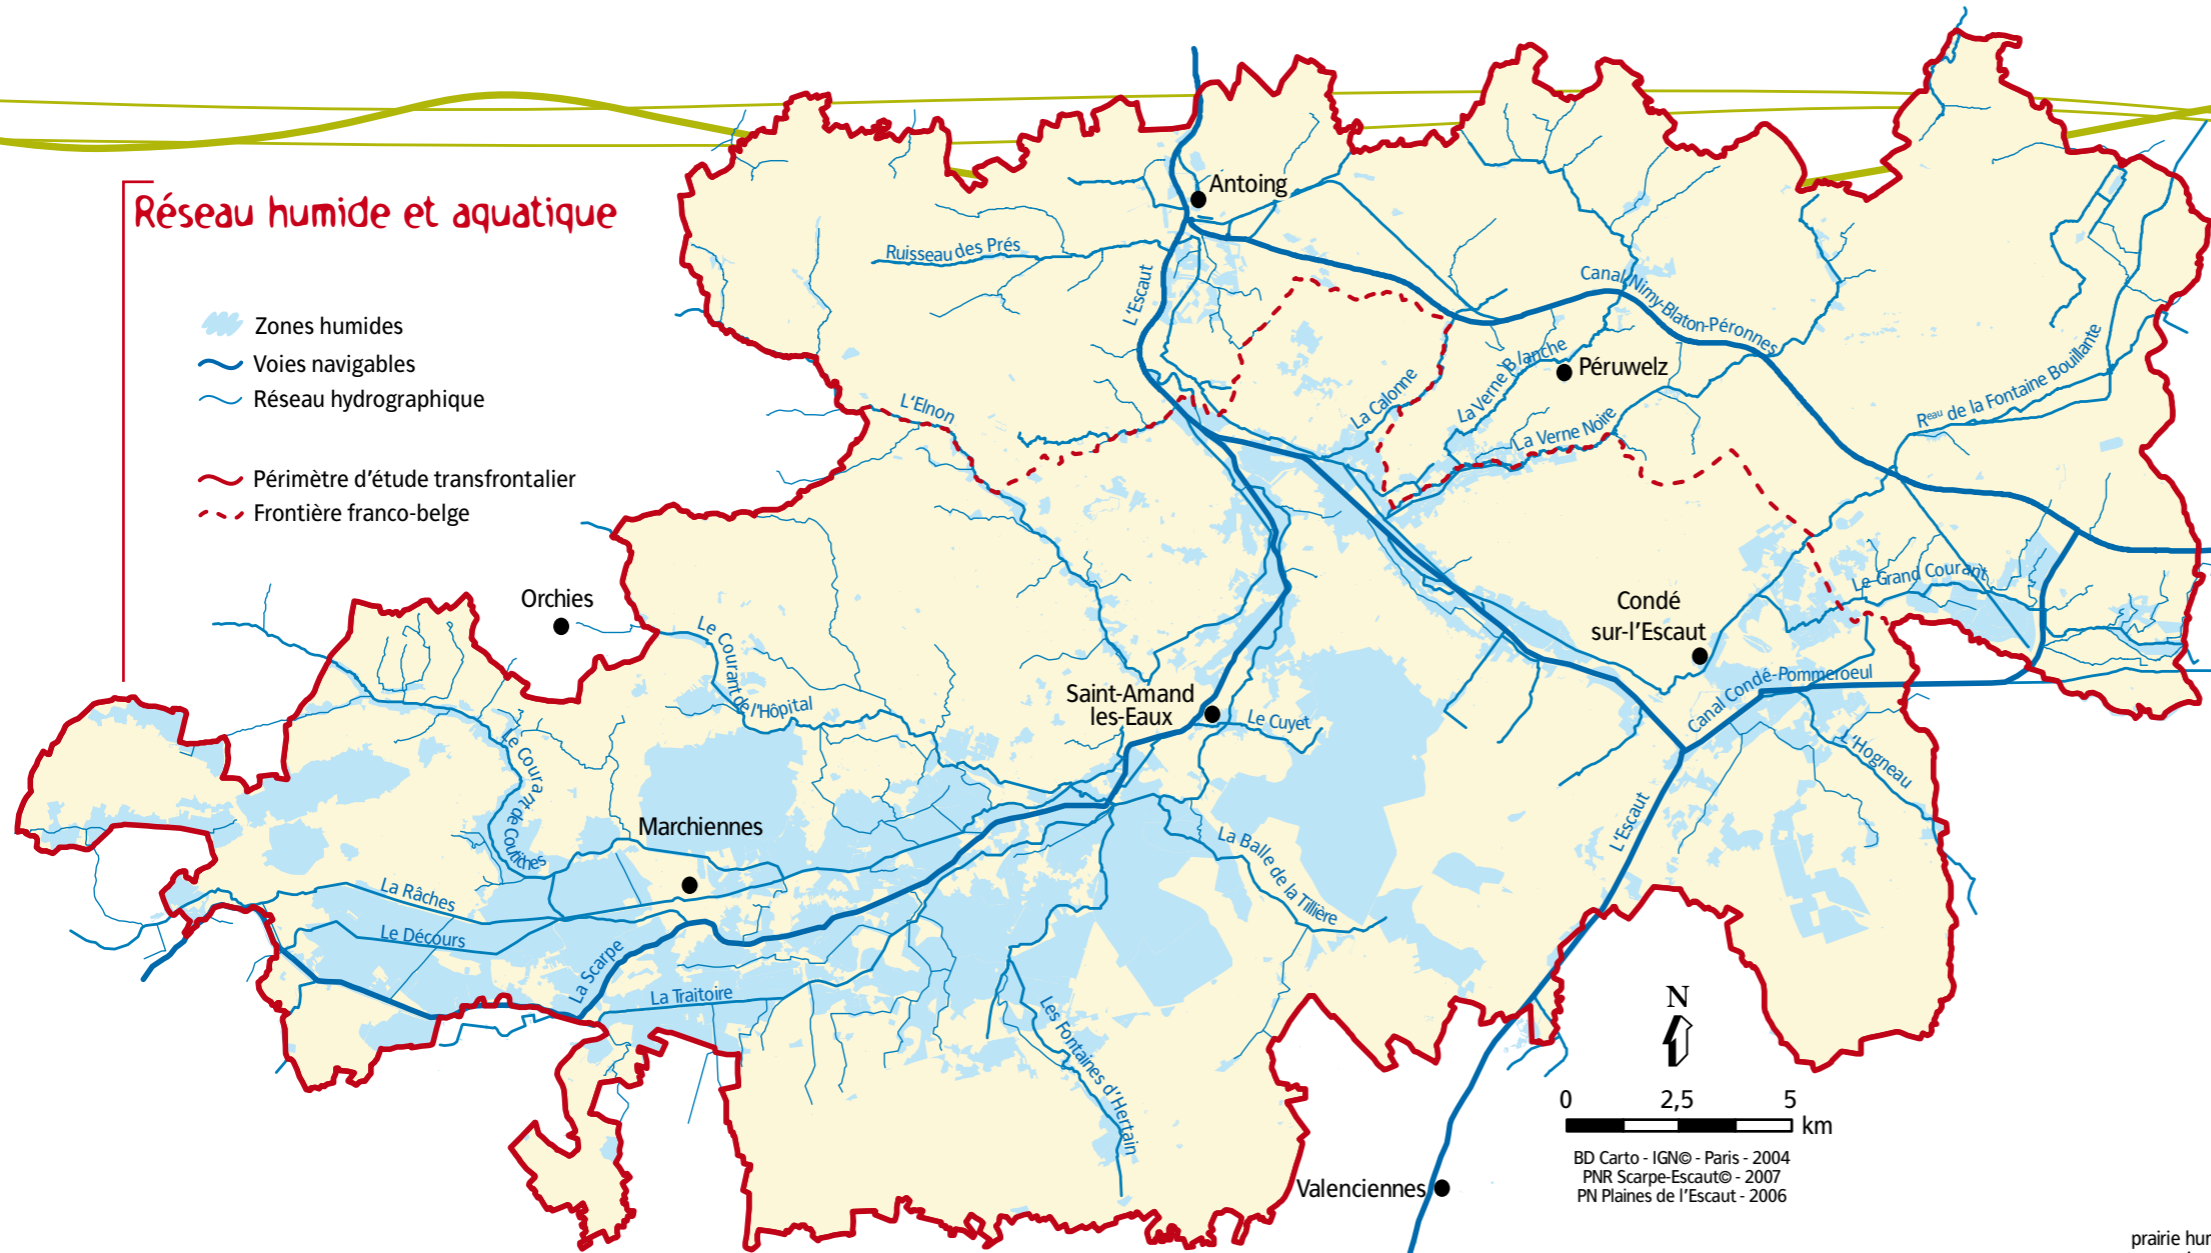 Réseau humide et aquatique
Zones humides
Voies navigables
Réseau hydrographique
Périmètre d'étude transfrontalier
Frontière franco-belge
Antoing
Ruisseau des Prés
L'Escaut
Canal Nimy-Blaton-Péronnes
La Verne Blanche
Péruwelz
La Calonne
La Verne Noire
Reau de la Fontaine Bouillante
L'Elnon
Orchies
Le Courant de l'Hôpital
Saint-Amand
les-Eaux
Le Cuyet
Condé
sur-l'Escaut
Le Grand Courant
Canal Condé-Pommeroeul
L'Hogneau
L'Escaut
Le Courant de Coutiches
Marchiennes
La Balle de la Tillière
La Râches
Le Décours
La Scarpe
La Traitoire
Les Fontaines d'Hertain
Valenciennes
N
0 2,5 5
km
BD Carto - IGN© - Paris - 2004
PNR Scarpe-Escaut© - 2007
PN Plaines de l'Escaut - 2006
prairie hur